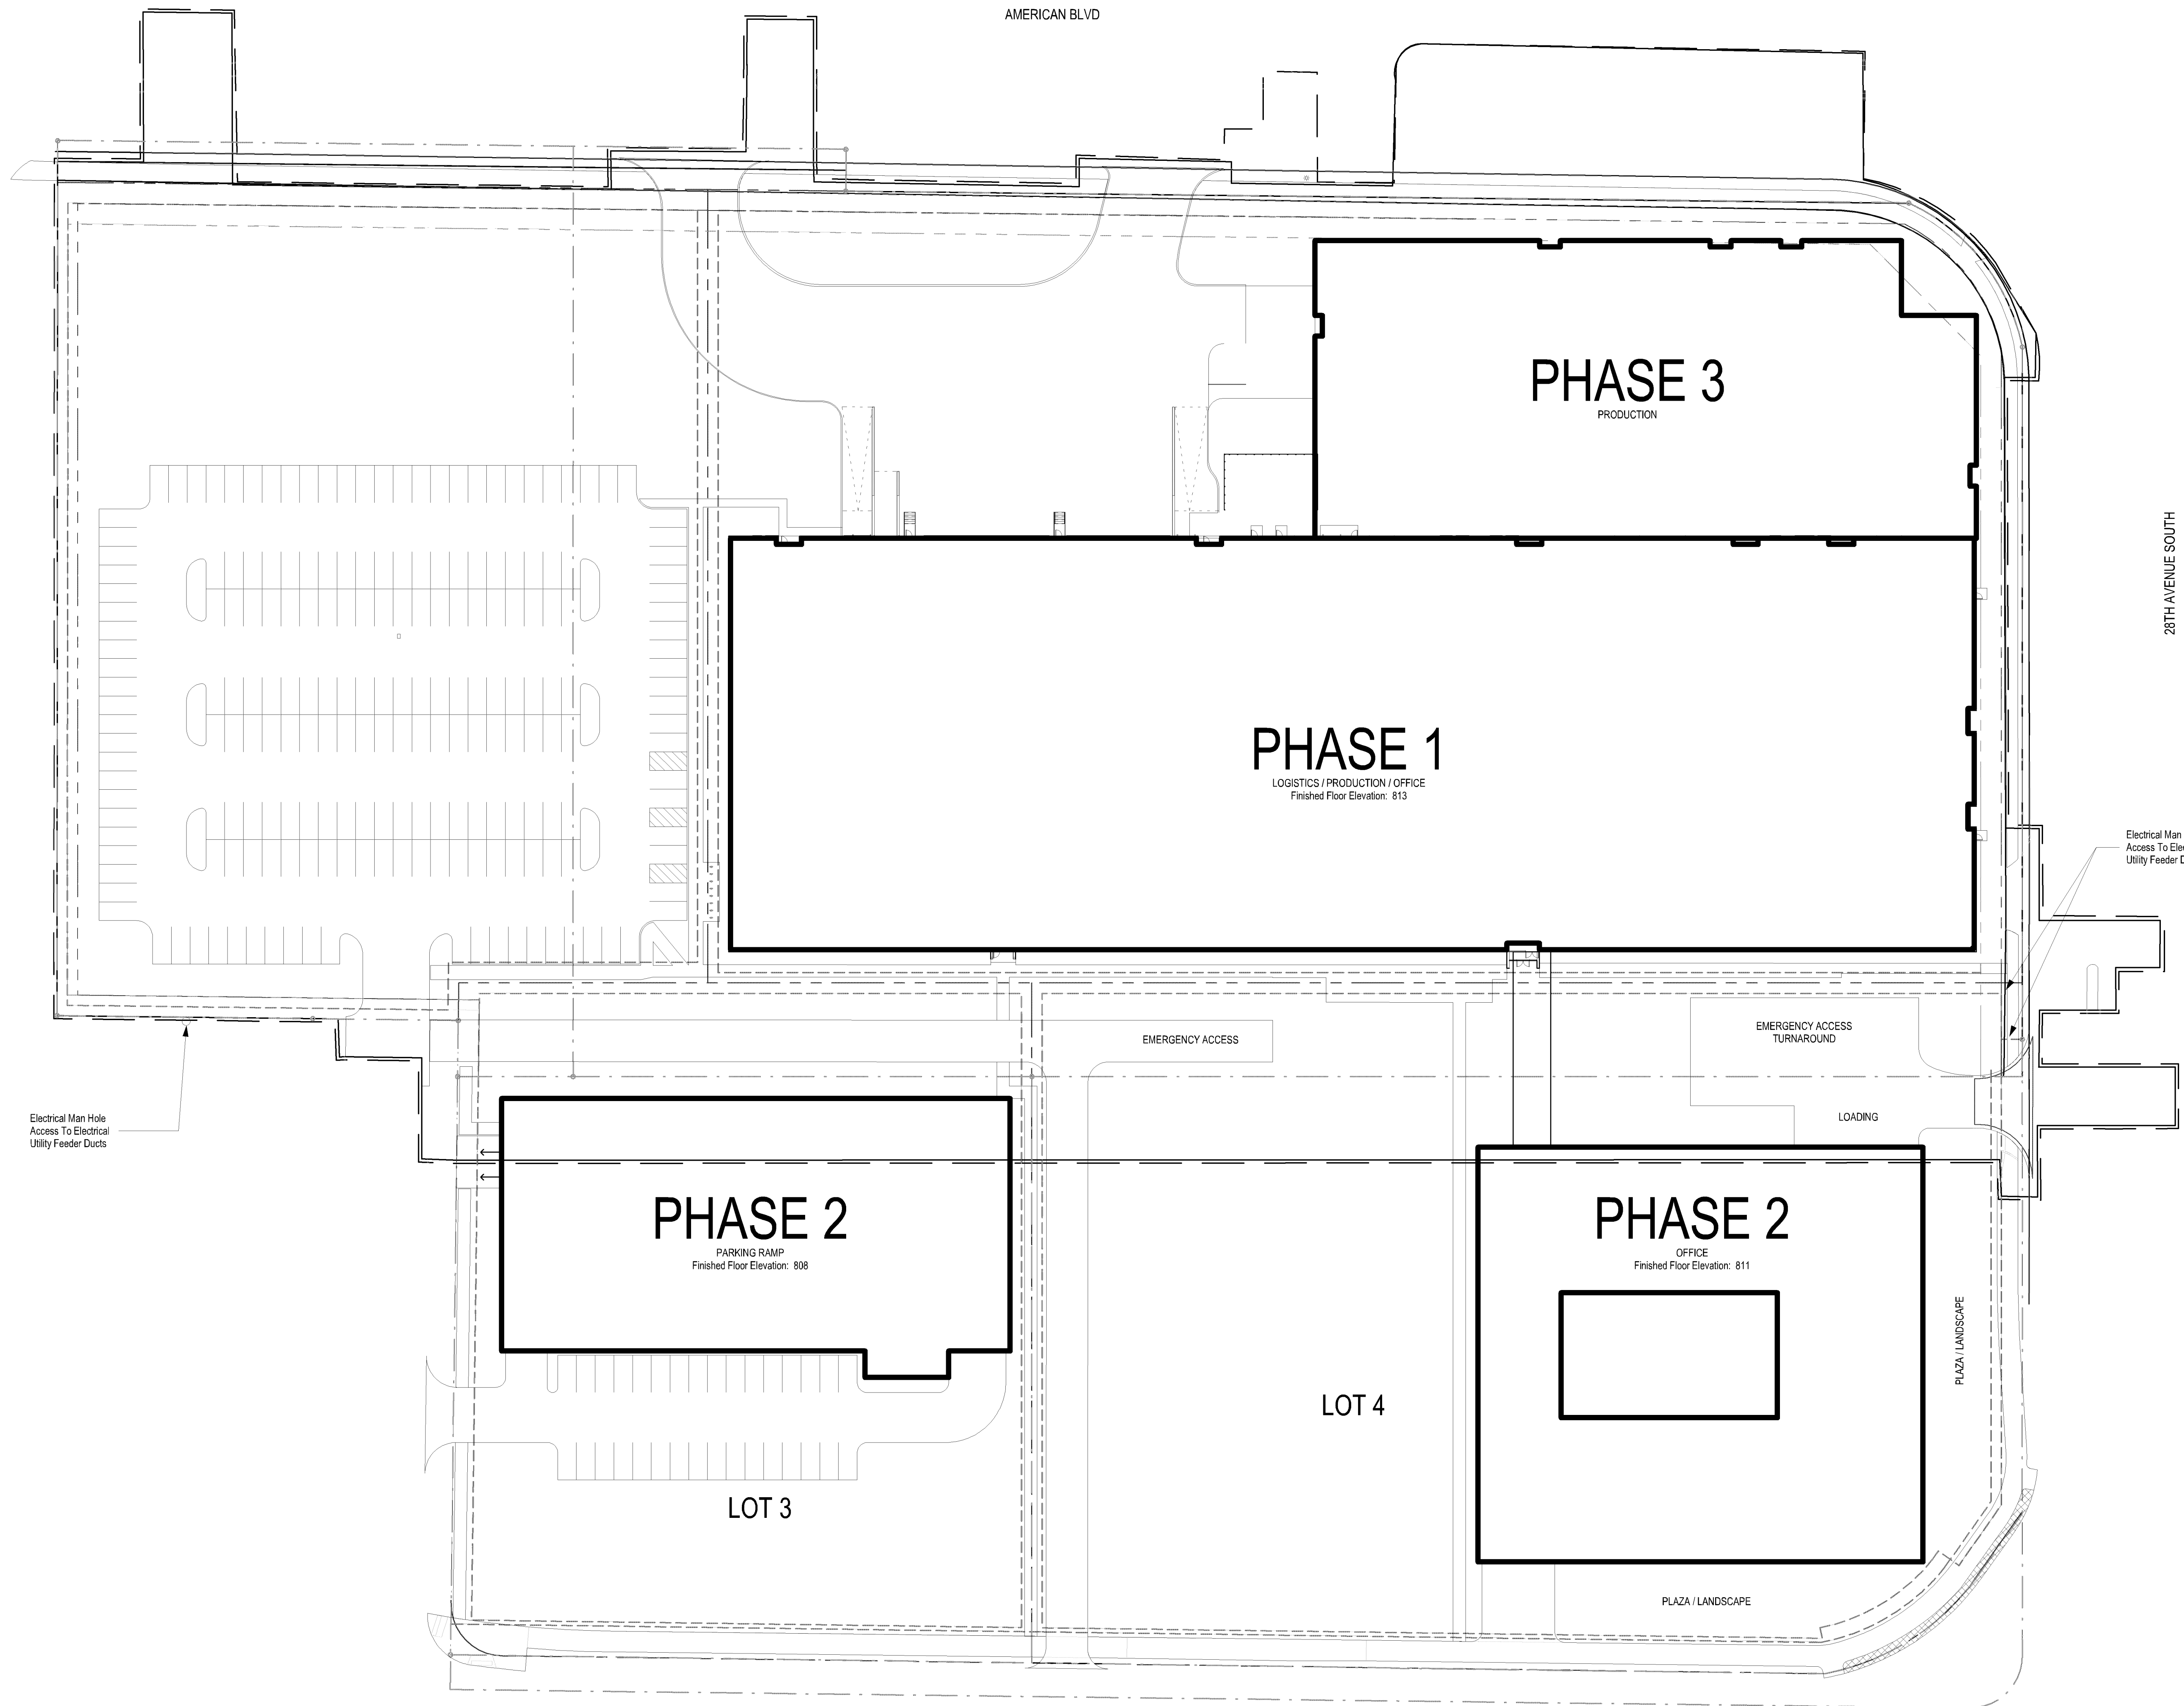 AMERICAN BLVD
PHASE 3
PRODUCTION
28TH AVENUE SOUTH
PHASE 1
LOGISTICS / PRODUCTION / OFFICE
Finished Floor Elevation: 813
Electrical Man
Access To
Utility Feeder
EMERGENCY ACCESS
EMERGENCY ACCESS
TURNAROUND
LOADING
Electrical Man Hole
Access To Electrical
Utility Feeder Ducts
PHASE 2
PARKING RAMP
Finished Floor Elevation: 808
PHASE 2
OFFICE
Finished Floor Elevation: 811
PLAZA / LANDSCAPE
LOT 4
LOT 3
PLAZA / LANDSCAPE